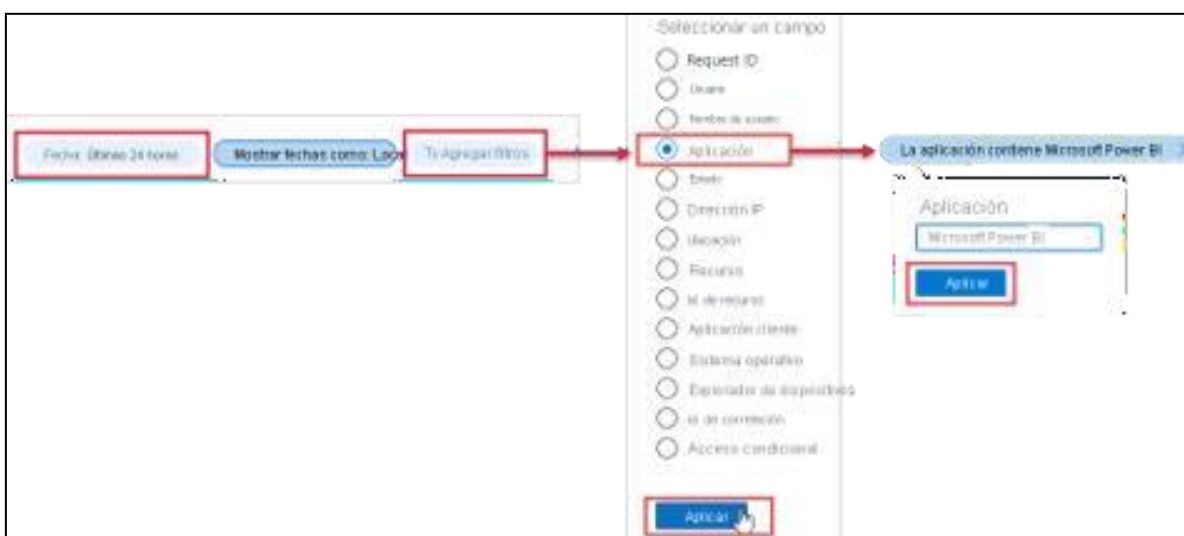 Fecha: Últimas 24 horas
Mostrar fechas como: Loca
Agregar filtros
Seleccionar un campo
Request ID
Usuario
Nombre de usuario
Aplicación
Estado
Dirección IP
Ubicación
Recurso
Id. de recurso
Aplicación cliente
Sistema operativo
Explorador de dispositivos
Id. de correlación
Acceso condicional
Aplicar
La aplicación contiene Microsoft Power BI
Aplicación
Microsoft Power BI
Aplicar